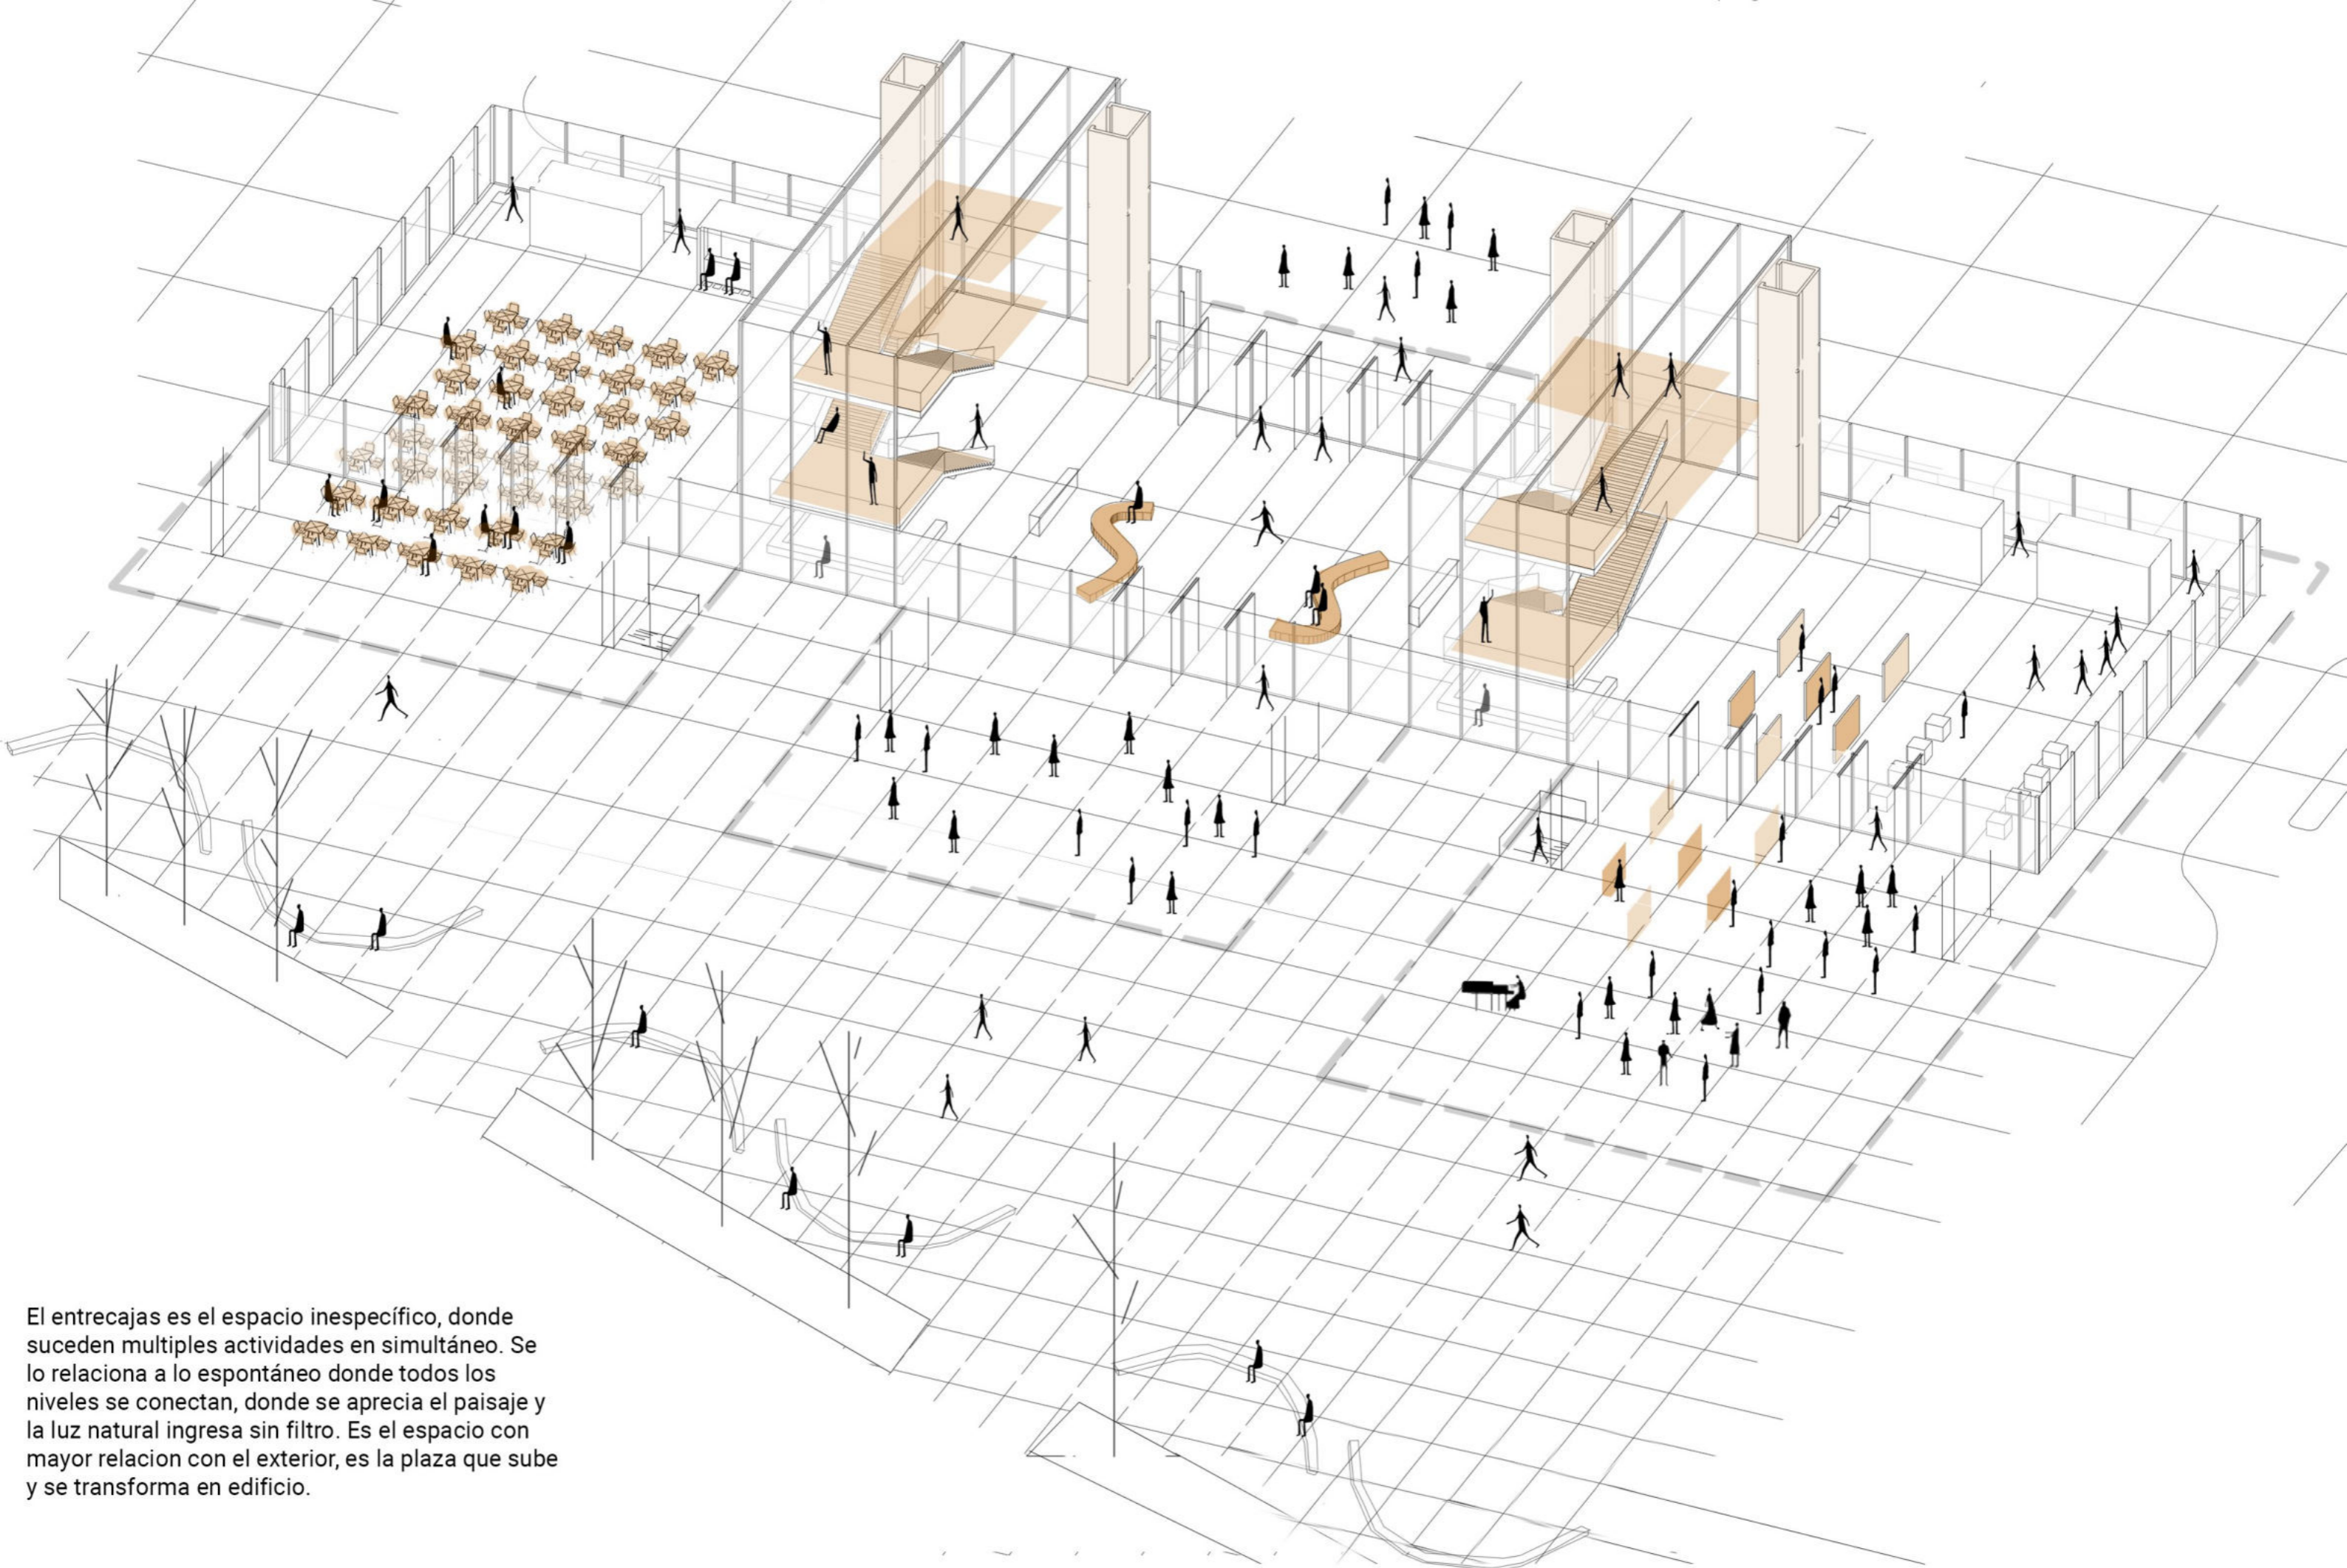 El entrecajas es el espacio inespecífico, donde
suceden multiples actividades en simultáneo. Se
lo relaciona a lo espontáneo donde todos los
niveles se conectan, donde se aprecia el paisaje y
la luz natural ingresa sin filtro. Es el espacio con
mayor relacion con el exterior, es la plaza que sube
y se transforma en edificio.